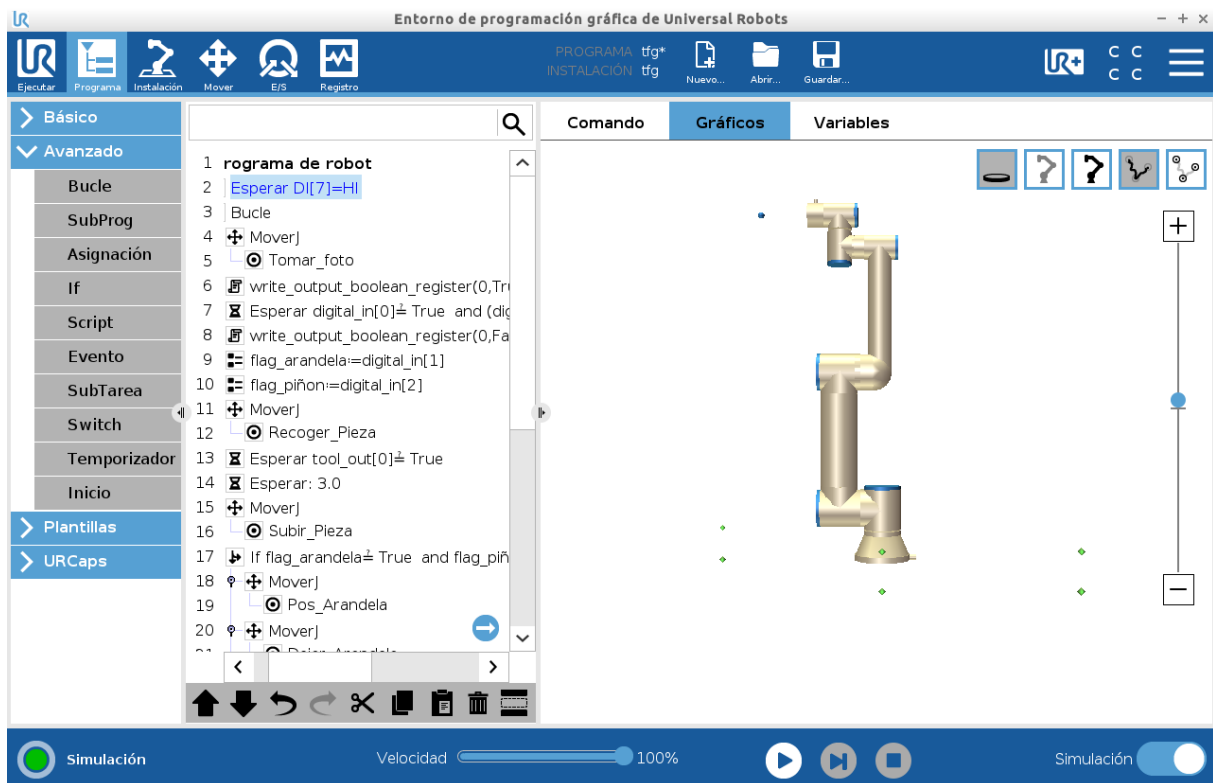 Entorno de programación gráfica de Universal Robots
PROGRAMA tfg*
INSTALACIÓN tfg
Ejecutar Programa Instalación Mover E/S Registro Nuevo... Abrir... Guardar...
UR+
C C
C C
Básico
Avanzado
Bucle
SubProg
Asignación
If
Script
Evento
SubTarea
Switch
Temporizador
Inicio
Plantillas
URCaps
1 rograma de robot
2 Esperar DI[7]=HI
3 Bucle
4 MoverJ
5 Tomar_foto
6 write_output_boolean_register(0,Tru
7 Esperar digital_in[0]≟ True and (dig
8 write_output_boolean_register(0,Fa
9 flag_arandela≔digital_in[1]
10 flag_piñon≔digital_in[2]
11 MoverJ
12 Recoger_Pieza
13 Esperar tool_out[0]≟ True
14 Esperar: 3.0
15 MoverJ
16 Subir_Pieza
17 If flag_arandela≟ True and flag_piñ
18 MoverJ
19 Pos_Arandela
20 MoverJ
21 Dejar_Arandela
Comando Gráficos Variables
Simulación
Velocidad 100%
Simulación